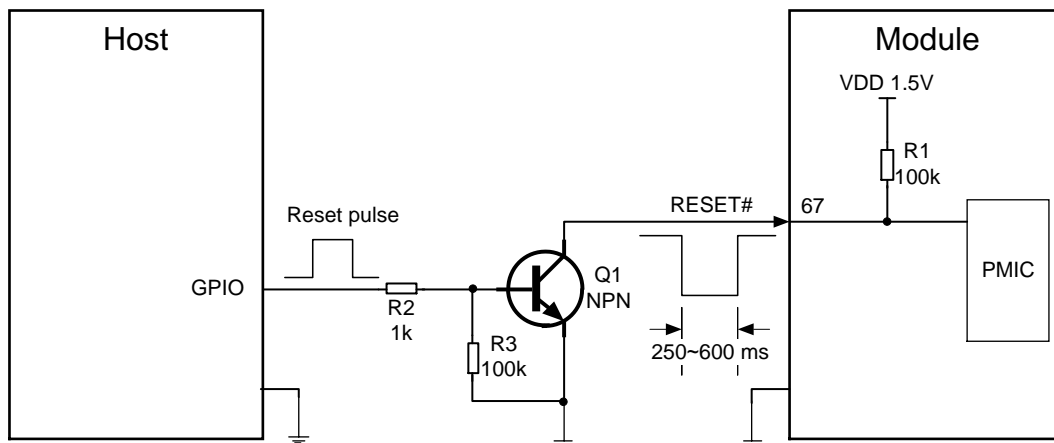 Host
Module
VDD 1.5V
R1
100k
Reset pulse
RESET#
67
GPIO
R2
1k
Q1
NPN
PMIC
R3
100k
250~600 ms